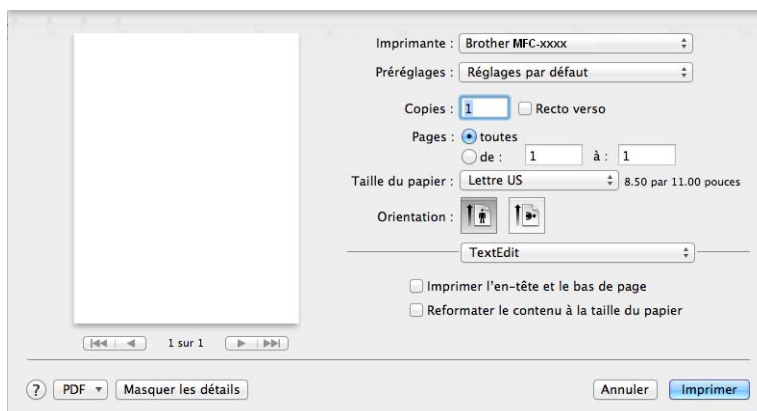 Imprimante : Brother MFC-xxxx
Préréglages : Réglages par défaut
Copies : 1 Recto verso
Pages : toutes
de : 1 à : 1
Taille du papier : Lettre US 8.50 par 11.00 pouces
Orientation :
TextEdit
Imprimer l'en-tête et le bas de page
Reformater le contenu à la taille du papier
1 sur 1
? PDF Masquer les détails Annuler Imprimer